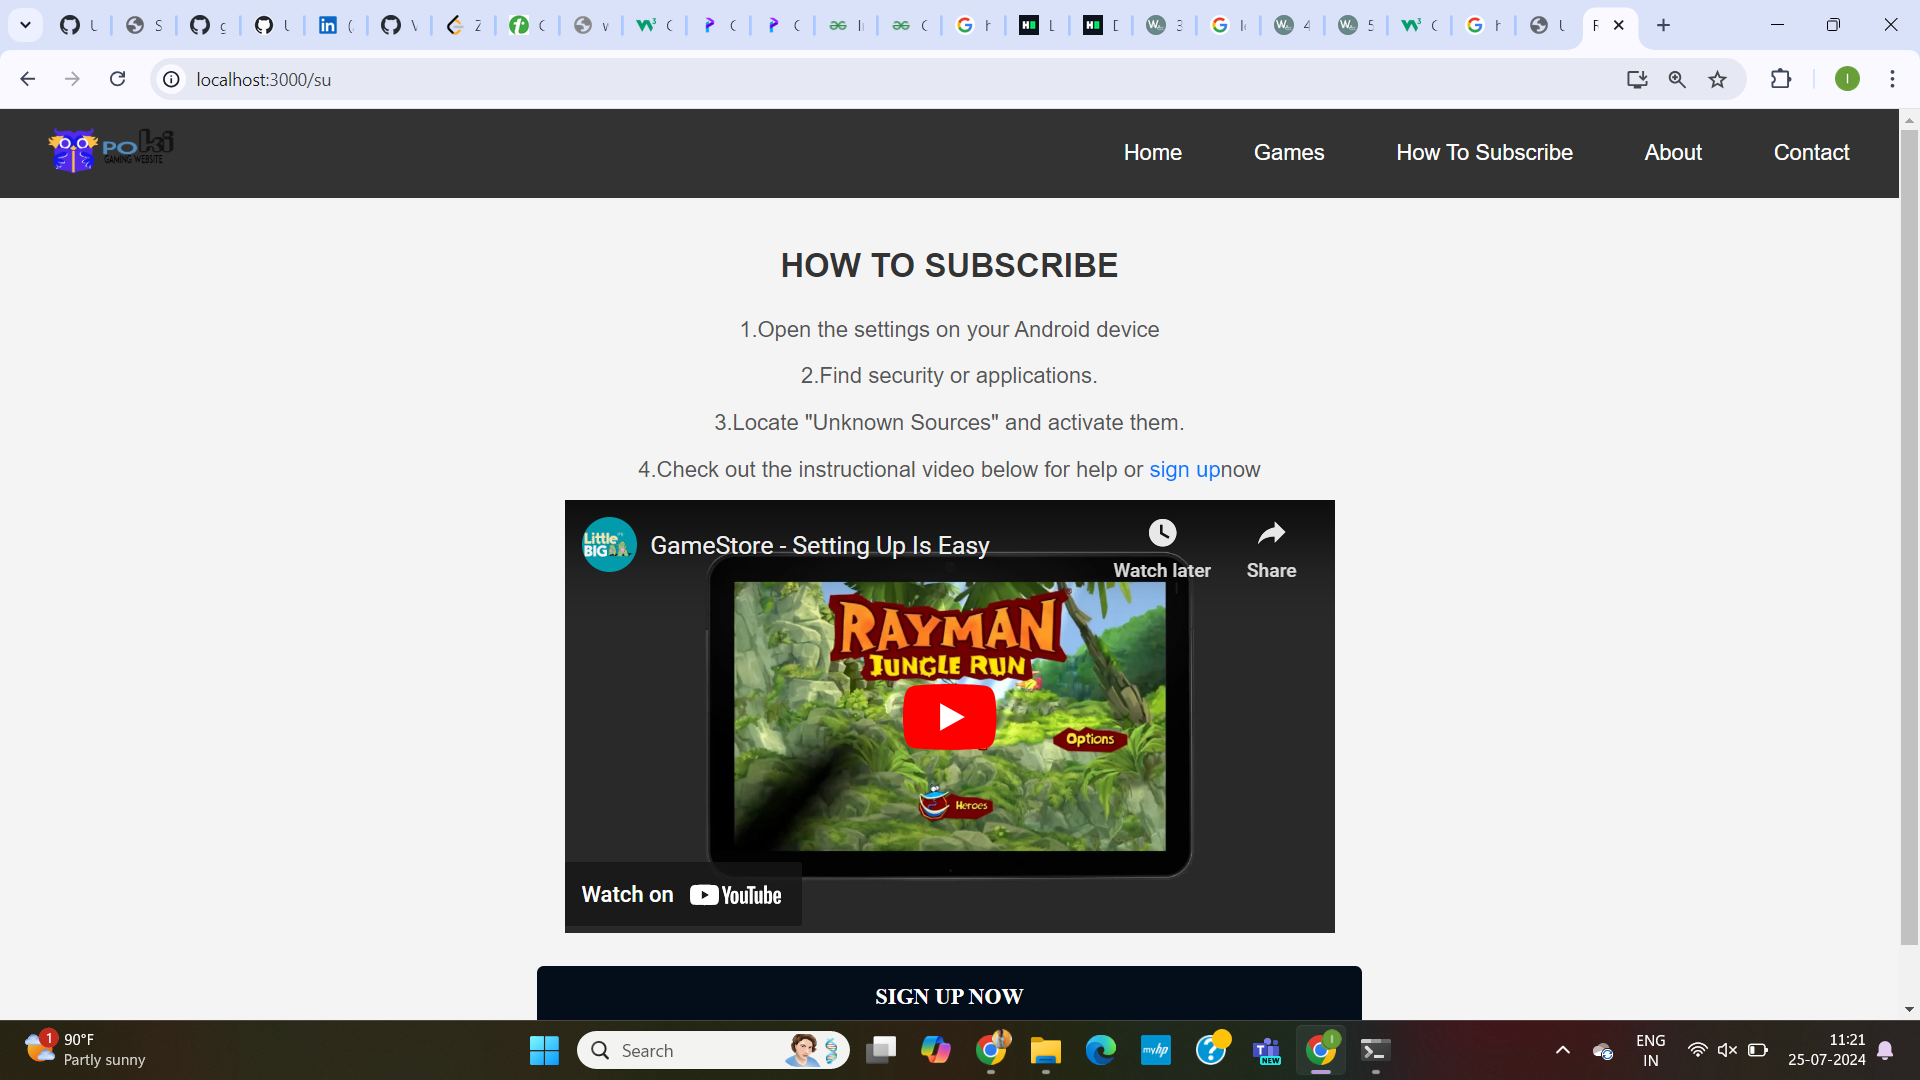 localhost:3000/su
POki
GAMING WEBSITE
Home
Games
How To Subscribe
About
Contact
HOW TO SUBSCRIBE
1.Open the settings on your Android device
2.Find security or applications.
3.Locate "Unknown Sources" and activate them.
4.Check out the instructional video below for help or sign upnow
Little BIG
GameStore - Setting Up Is Easy
Watch later
Share
RAYMAN
JUNGLE RUN
Options
Heroes
Watch on YouTube
SIGN UP NOW
1
90°F
Partly sunny
Search
myhp
NEW
ENG
IN
11:21
25-07-2024